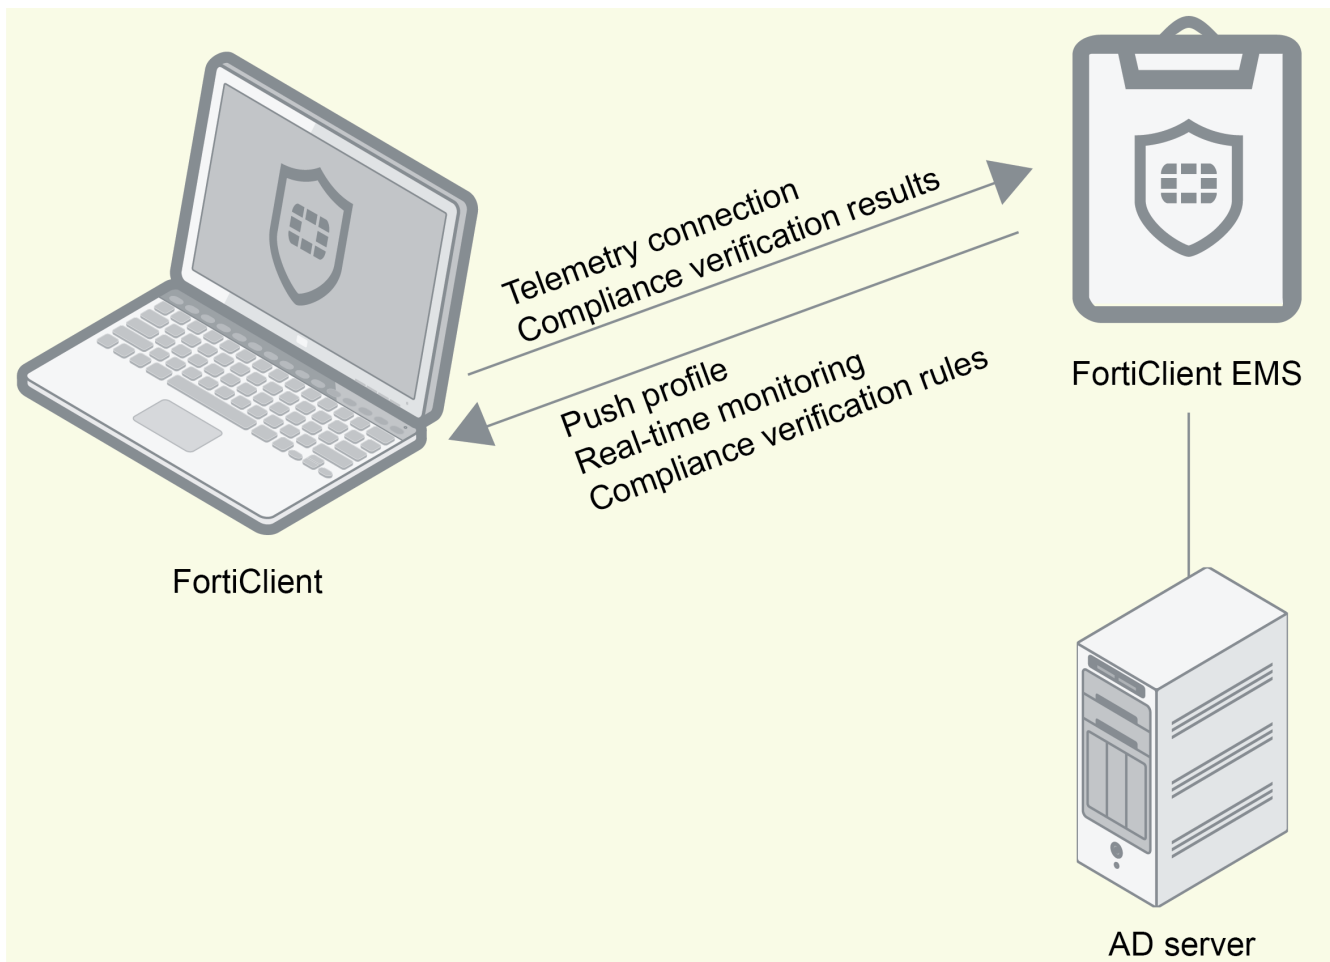 Telemetry connection
Compliance verification results
Push profile
Real-time monitoring
Compliance verification rules
FortiClient EMS
FortiClient
AD server